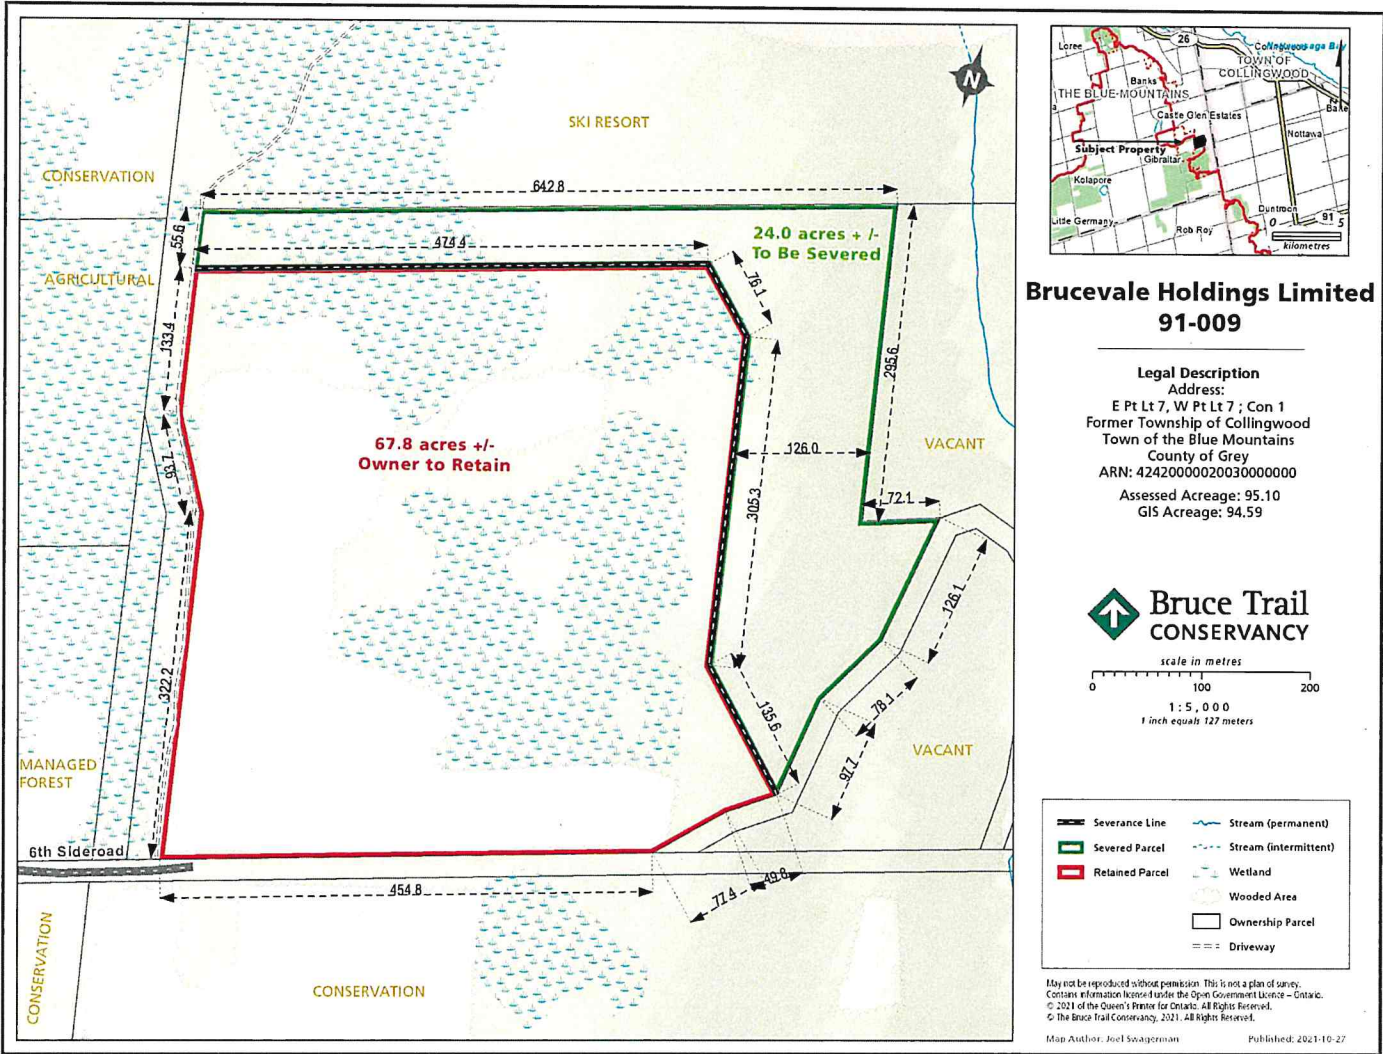 N
SKI RESORT
CONSERVATION
642.8
55.6
474.4
24.0 acres + /-
To Be Severed
AGRICULTURAL
76.1
133.4
295.6
67.8 acres +/-
Owner to Retain
VACANT
126.0
93.7
72.1
305.3
126.1
322.2
135.6
78.1
VACANT
97.7
MANAGED
FOREST
6th Sideroad
454.8
77.4
49.8
CONSERVATION
CONSERVATION
Loree
26
TOWN OF
COLLINGWOOD
Banks
THE BLUE MOUNTAINS
Castle Glen Estates
Nottawa
Subject Property
Gibraltar
Kolapore
Little Germany
Rob Roy
Duntroon
91
0 5
kilometres
Brucevale Holdings Limited
91-009
Legal Description
Address:
E Pt Lt 7, W Pt Lt 7 ; Con 1
Former Township of Collingwood
Town of the Blue Mountains
County of Grey
ARN: 42420000020030000000
Assessed Acreage: 95.10
GIS Acreage: 94.59
Bruce Trail
CONSERVANCY
scale in metres
0 100 200
1:5,000
1 inch equals 127 meters
Severance Line
Severed Parcel
Retained Parcel
Stream (permanent)
Stream (intermittent)
Wetland
Wooded Area
Ownership Parcel
Driveway
May not be reproduced without permission. This is not a plan of survey.
Contains information licensed under the Open Government Licence – Ontario.
© 2021 of the Queen's Printer for Ontario. All Rights Reserved.
© The Bruce Trail Conservancy, 2021. All Rights Reserved.
Map Author: Joel Swagerman Published: 2021-10-27